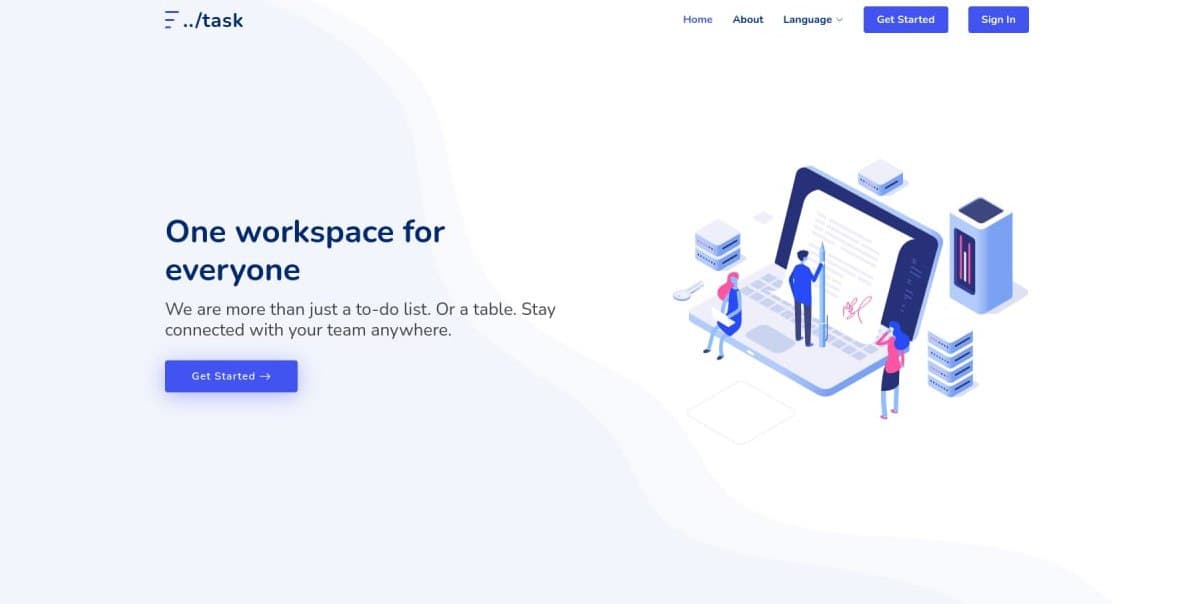 ../task
Home
About
Language
Get Started
Sign In
One workspace for
everyone
We are more than just a to-do list. Or a table. Stay
connected with your team anywhere.
Get Started →